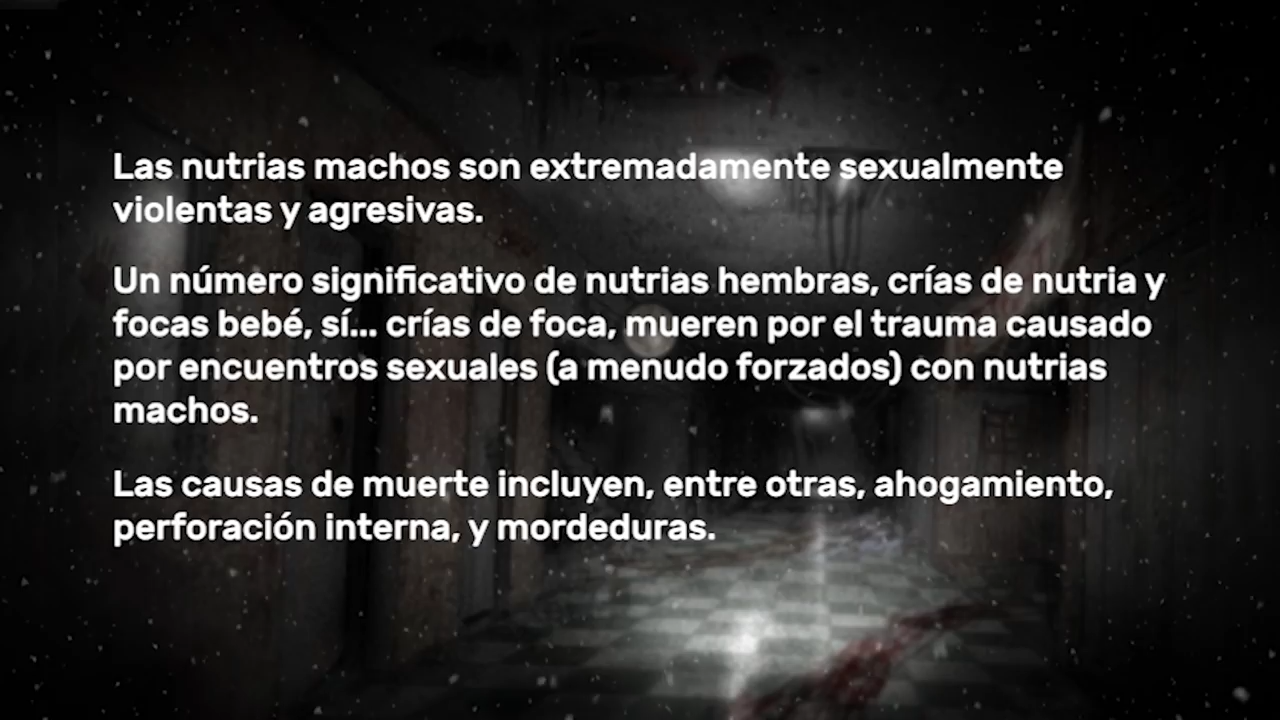 Las nutrias machos son extremadamente sexualmente
violentas y agresivas.
Un número significativo de nutrias hembras, crías de nutria y
focas bebé, sí... crías de foca, mueren por el trauma causado
por encuentros sexuales (a menudo forzados) con nutrias
machos.
Las causas de muerte incluyen, entre otras, ahogamiento,
perforación interna, y mordeduras.